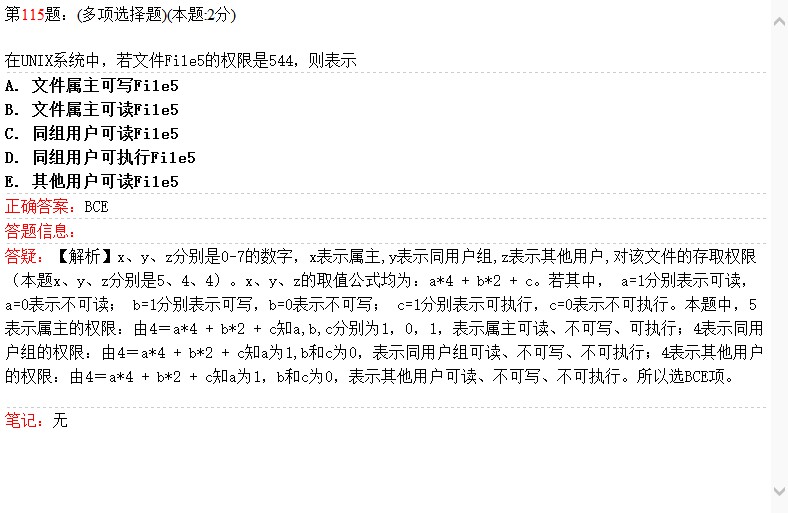 第115题: (多项选择题)(本题:2分)
在UNIX系统中，若文件File5的权限是544，则表示
A. 文件属主可写File5
B. 文件属主可读File5
C. 同组用户可读File5
D. 同组用户可执行File5
E. 其他用户可读File5
正确答案: BCE
答题信息:
答疑: 【解析】x、y、z分别是0-7的数字, x表示属主,y表示同用户组,z表示其他用户,对该文件的存取权限
（本题x、y、z分别是5、4、4）。x、y、z的取值公式均为: a*4 + b*2 + c。若其中， a=1分别表示可读，
a=0表示不可读； b=1分别表示可写，b=0表示不可写； c=1分别表示可执行，c=0表示不可执行。本题中，5
表示属主的权限：由4＝a*4 + b*2 + c知a,b,c分别为1，0，1，表示属主可读、不可写、可执行；4表示同用
户组的权限：由4＝a*4 + b*2 + c知a为1,b和c为0，表示同用户组可读、不可写、不可执行；4表示其他用户
的权限：由4＝a*4 + b*2 + c知a为1，b和c为0，表示其他用户可读、不可写、不可执行。所以选BCE项。
笔记: 无